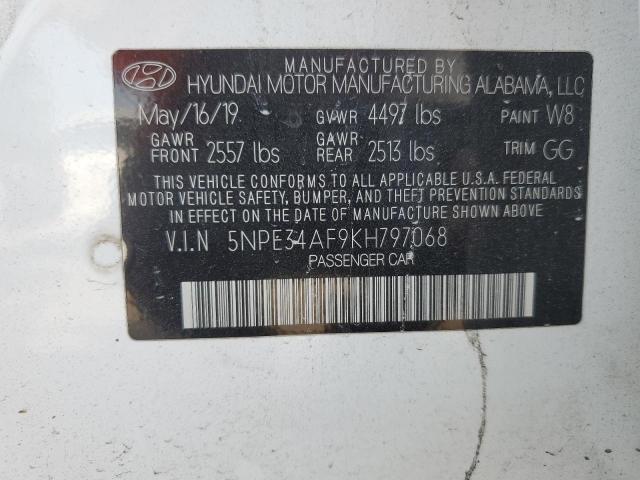 MANUFACTURED BY
HYUNDAI MOTOR MANUFACTURING ALABAMA, LLC
May/16/19 GVWR 4497 lbs PAINT W8
GAWR FRONT 2557 lbs GAWR REAR 2513 lbs TRIM GG
THIS VEHICLE CONFORMS TO ALL APPLICABLE U.S.A. FEDERAL
MOTOR VEHICLE SAFETY, BUMPER, AND THEFT PREVENTION STANDARDS
IN EFFECT ON THE DATE OF MANUFACTURE SHOWN ABOVE
V.I.N 5NPE34AF9KH797068
PASSENGER CAR